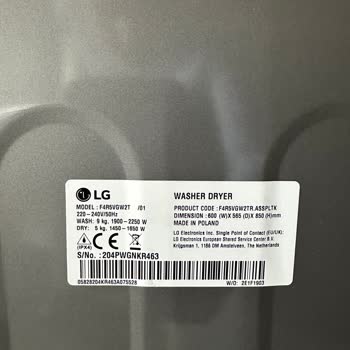 LG
WASHER DRYER
MODEL : F4R5VGW2T /01
220-240V/50Hz
WASH: 9 kg, 1900-2250 W
DRY: 5 kg, 1450-1650 W
PRODUCT CODE : F4R5VGW2TR.ASSPLTK
DIMENSION : 600 (W)X 565 (D)X 850 (H)mm
MADE IN POLAND
LG Electronics Inc. Single Point of Contact (EU/UK):
LG Electronics European Shared Service Center B.V.
Krijgsman 1, 1186 DM Amstelveen, The Netherlands
IPX4
S/No. : 204PWGNKR463
05828204KR463A075528
W/O: 2E1F1903